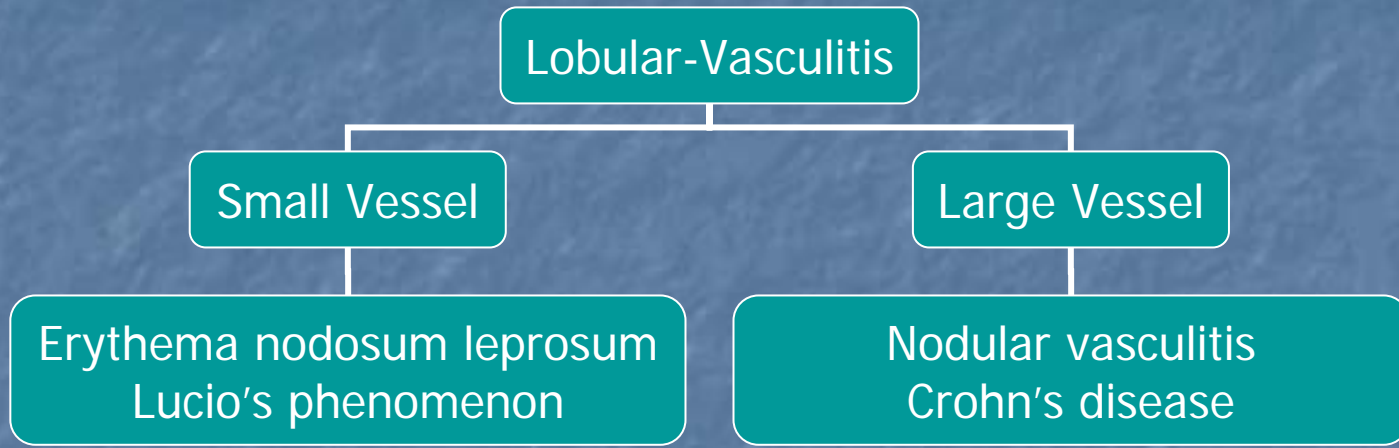 Lobular-Vasculitis
Small Vessel
Large Vessel
Erythema nodosum leprosum
Lucio’s phenomenon
Nodular vasculitis
Crohn’s disease